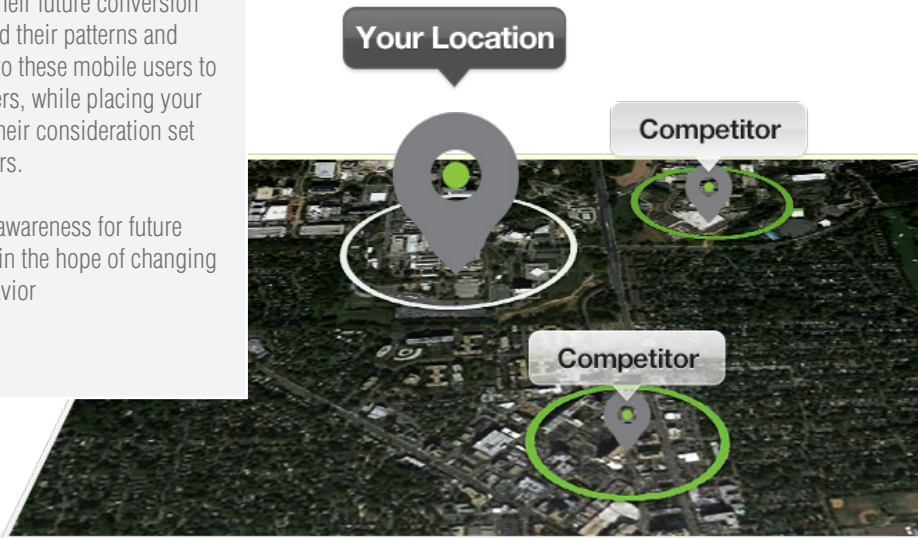 heir future conversion
d their patterns and
to these mobile users to
ers, while placing your
heir consideration set
rs.
awareness for future
in the hope of changing
vior
Your Location
Competitor
Competitor